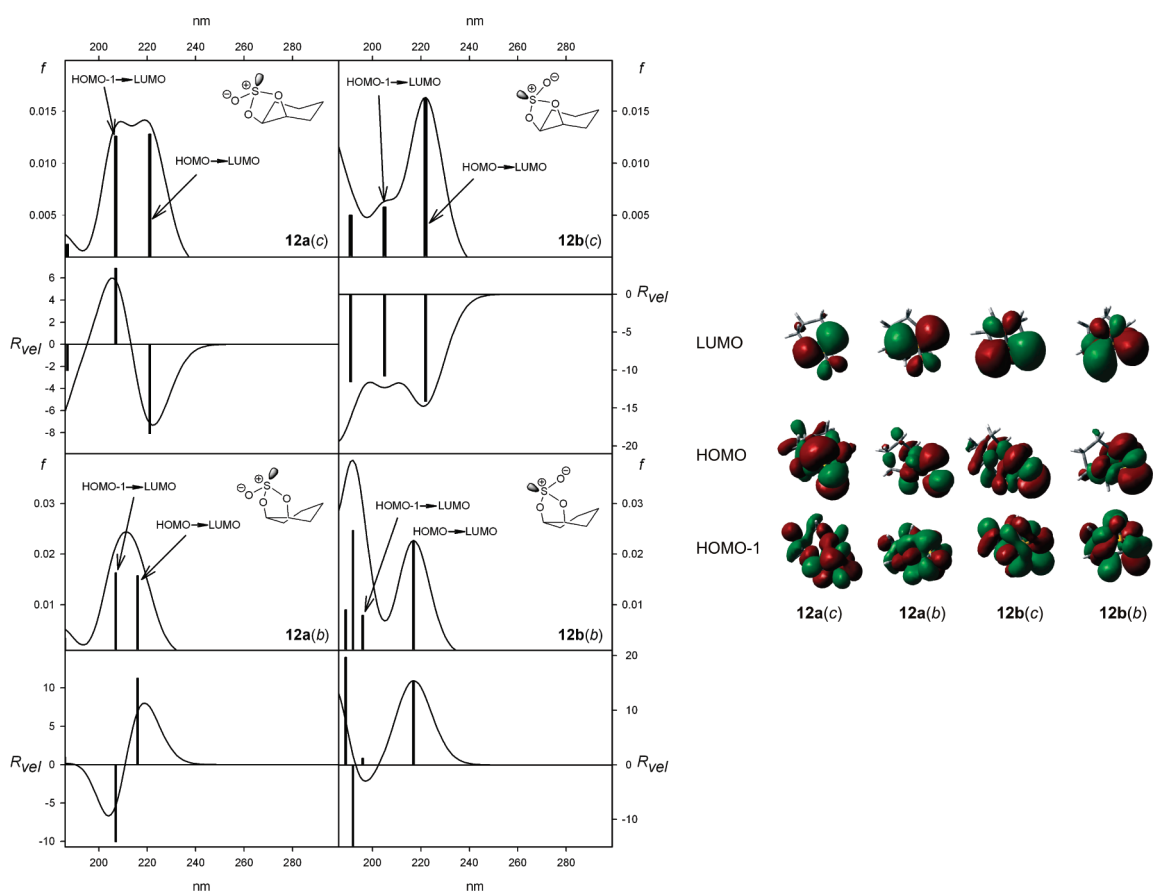 nm
200 220 240 260 280 200 220 240 260 280
f f
HOMO-1→LUMO HOMO-1→LUMO
0.015 0.015
0.010 HOMO→LUMO HOMO→LUMO 0.010
0.005 0.005
12a(c) 12b(c)
⊖ O S ⊕ O O
O ⊖ S ⊕ O O
6
4
2
0
-2
-4
-6
-8
Rvel
0
-5
-10
-15
-20
Rvel
f f
HOMO-1→LUMO HOMO-1→LUMO
HOMO→LUMO HOMO→LUMO
0.03 0.03
0.02 0.02
0.01 0.01
12a(b) 12b(b)
⊖ O S ⊕ O O
O ⊖ S ⊕ O O
10
5
0
-5
-10
Rvel
20
10
0
-10
Rvel
200 220 240 260 280 200 220 240 260 280
nm nm
LUMO
HOMO
HOMO-1
12a(c) 12a(b) 12b(c) 12b(b)